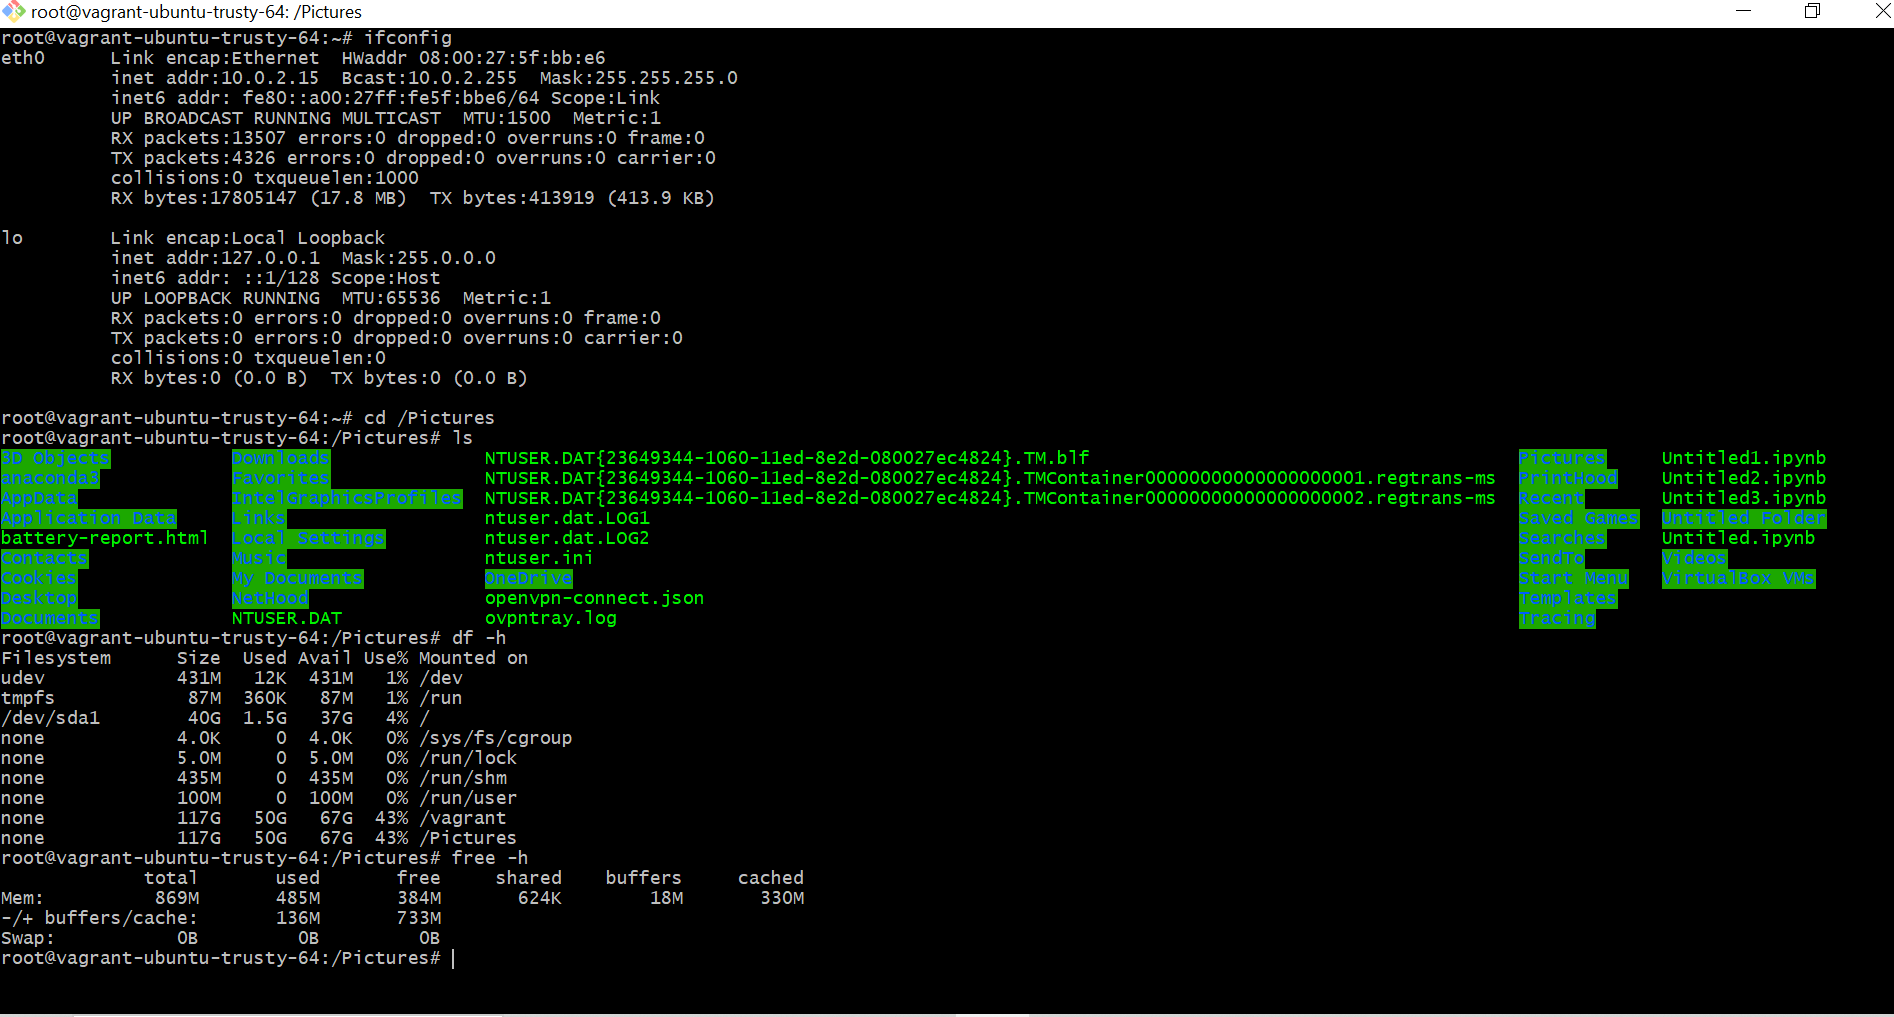 root@vagrant-ubuntu-trusty-64: /Pictures
root@vagrant-ubuntu-trusty-64:~# ifconfig
eth0      Link encap:Ethernet  HWaddr 08:00:27:5f:bb:e6
          inet addr:10.0.2.15  Bcast:10.0.2.255  Mask:255.255.255.0
          inet6 addr: fe80::a00:27ff:fe5f:bbe6/64 Scope:Link
          UP BROADCAST RUNNING MULTICAST  MTU:1500  Metric:1
          RX packets:13507 errors:0 dropped:0 overruns:0 frame:0
          TX packets:4326 errors:0 dropped:0 overruns:0 carrier:0
          collisions:0 txqueuelen:1000
          RX bytes:17805147 (17.8 MB)  TX bytes:413919 (413.9 KB)

lo        Link encap:Local Loopback
          inet addr:127.0.0.1  Mask:255.0.0.0
          inet6 addr: ::1/128 Scope:Host
          UP LOOPBACK RUNNING  MTU:65536  Metric:1
          RX packets:0 errors:0 dropped:0 overruns:0 frame:0
          TX packets:0 errors:0 dropped:0 overruns:0 carrier:0
          collisions:0 txqueuelen:0
          RX bytes:0 (0.0 B)  TX bytes:0 (0.0 B)

root@vagrant-ubuntu-trusty-64:~# cd /Pictures
root@vagrant-ubuntu-trusty-64:/Pictures# ls
3D Objects           Downloads              NTUSER.DAT{23649344-1060-11ed-8e2d-080027ec4824}.TM.blf                                       Pictures     Untitled1.ipynb
anaconda3            Favorites              NTUSER.DAT{23649344-1060-11ed-8e2d-080027ec4824}.TMContainer00000000000000000001.regtrans-ms  PrintHood    Untitled2.ipynb
AppData              IntelGraphicsProfiles  NTUSER.DAT{23649344-1060-11ed-8e2d-080027ec4824}.TMContainer00000000000000000002.regtrans-ms  Recent       Untitled3.ipynb
Application Data     Links                  ntuser.dat.LOG1                                                                               Saved Games  Untitled Folder
battery-report.html  Local Settings         ntuser.dat.LOG2                                                                               Searches     Untitled.ipynb
Contacts             Music                  ntuser.ini                                                                                    SendTo       Videos
Cookies              My Documents           OneDrive                                                                                      Start Menu   VirtualBox VMs
Desktop              NetHood                openvpn-connect.json                                                                          Templates
Documents            NTUSER.DAT             ovpntray.log                                                                                  Tracing
root@vagrant-ubuntu-trusty-64:/Pictures# df -h
Filesystem      Size  Used Avail Use% Mounted on
udev            431M   12K  431M   1% /dev
tmpfs            87M  360K   87M   1% /run
/dev/sda1        40G  1.5G   37G   4% /
none            4.0K     0  4.0K   0% /sys/fs/cgroup
none            5.0M     0  5.0M   0% /run/lock
none            435M     0  435M   0% /run/shm
none            100M     0  100M   0% /run/user
none            117G   50G   67G  43% /vagrant
none            117G   50G   67G  43% /Pictures
root@vagrant-ubuntu-trusty-64:/Pictures# free -h
             total       used       free     shared    buffers     cached
Mem:          869M       485M       384M       624K        18M       330M
-/+ buffers/cache:       136M       733M
Swap:           0B         0B         0B
root@vagrant-ubuntu-trusty-64:/Pictures#